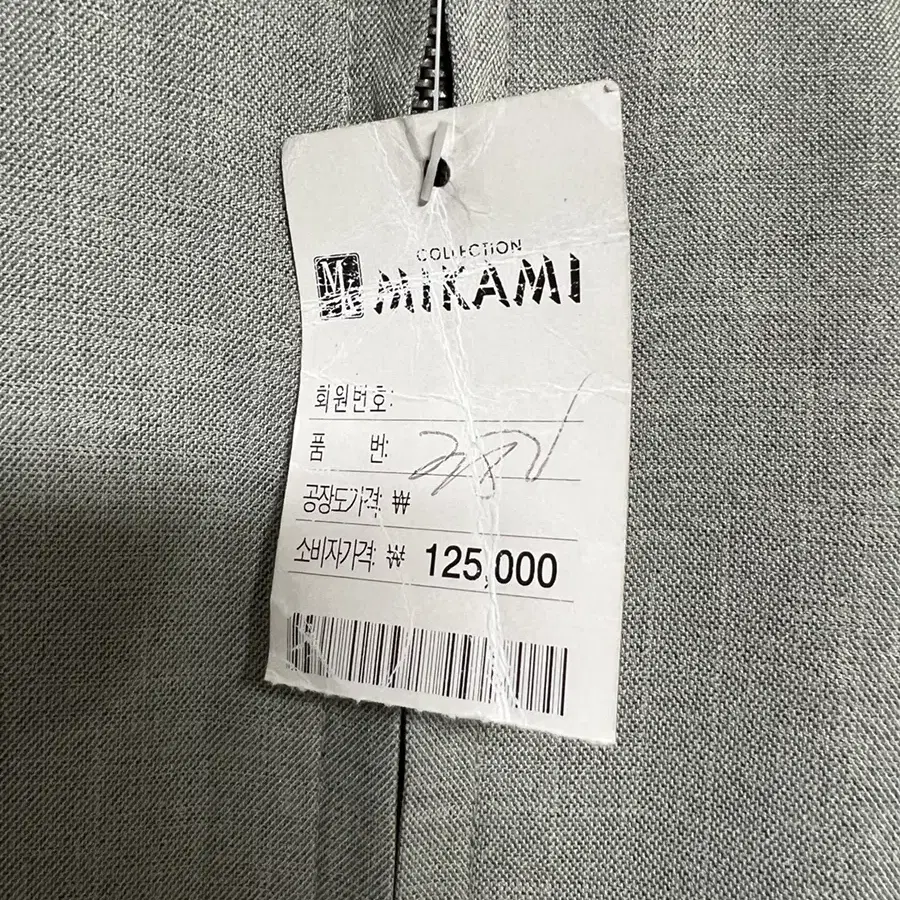 COLLECTION
MK MIKAMI
회원번호:
품 번:
공장도가격: ₩
소비자가격: ₩ 125,000